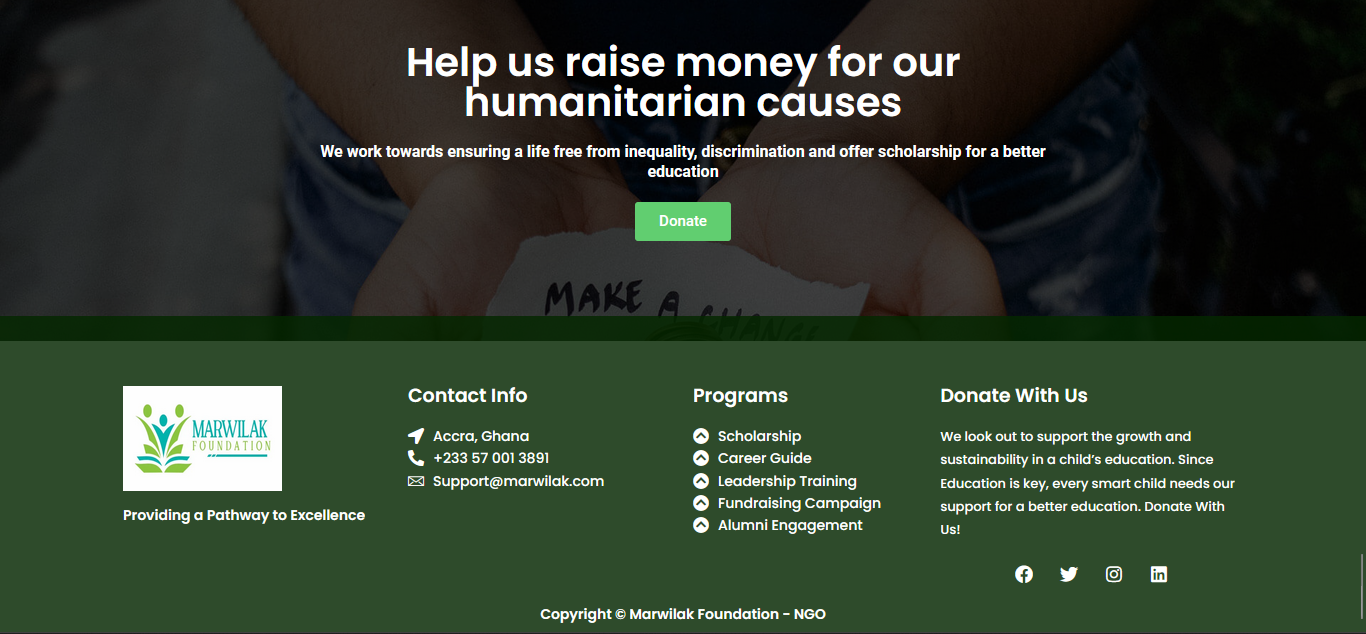 Help us raise money for our
humanitarian causes
We work towards ensuring a life free from inequality, discrimination and offer scholarship for a better
education
Donate
MAKE A CHANGE
MARWILAK
FOUNDATION
Providing a Pathway to Excellence
Contact Info
Accra, Ghana
+233 57 001 3891
Support@marwilak.com
Programs
Scholarship
Career Guide
Leadership Training
Fundraising Campaign
Alumni Engagement
Donate With Us
We look out to support the growth and
sustainability in a child’s education. Since
Education is key, every smart child needs our
support for a better education. Donate With
Us!
Copyright © Marwilak Foundation - NGO